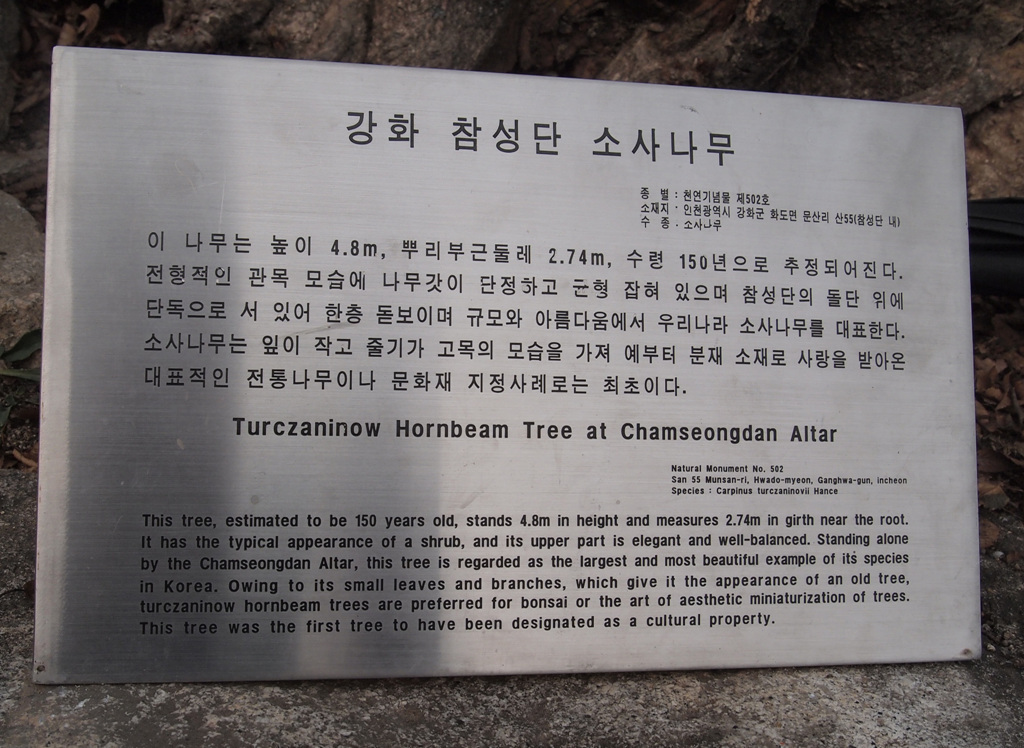 강화 참성단 소사나무
종 별 : 천연기념물 제502호
소재지 : 인천광역시 강화군 화도면 문산리 산55(참성단 내)
수 종 : 소사나무
이 나무는 높이 4.8m, 뿌리부근둘레 2.74m, 수령 150년으로 추정되어진다.
전형적인 관목 모습에 나무갓이 단정하고 균형 잡혀 있으며 참성단의 돌단 위에
단독으로 서 있어 한층 돋보이며 규모와 아름다움에서 우리나라 소사나무를 대표한다.
소사나무는 잎이 작고 줄기가 고목의 모습을 가져 예부터 분재 소재로 사랑을 받아온
대표적인 전통나무이나 문화재 지정사례로는 최초이다.
Turczaninow Hornbeam Tree at Chamseongdan Altar
Natural Monument No. 502
San 55 Munsan-ri, Hwado-myeon, Ganghwa-gun, incheon
Species : Carpinus turczaninovii Hance
This tree, estimated to be 150 years old, stands 4.8m in height and measures 2.74m in girth near the root.
It has the typical appearance of a shrub, and its upper part is elegant and well-balanced. Standing alone
by the Chamseongdan Altar, this tree is regarded as the largest and most beautiful example of its species
in Korea. Owing to its small leaves and branches, which give it the appearance of an old tree,
turczaninow hornbeam trees are preferred for bonsai or the art of aesthetic miniaturization of trees.
This tree was the first tree to have been designated as a cultural property.